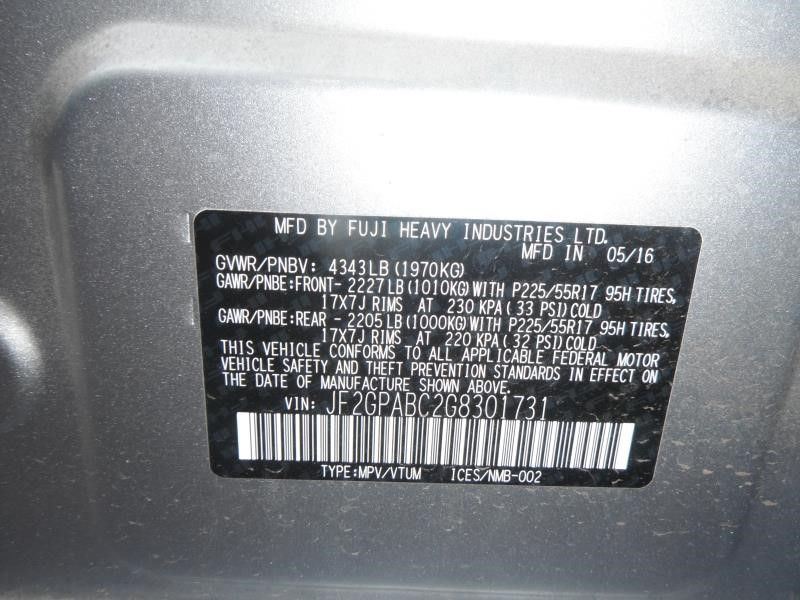 MFD BY FUJI HEAVY INDUSTRIES LTD.
MFD IN 05/16
GVWR/PNBV: 4343LB(1970KG)
GAWR/PNBE:FRONT- 2227LB(1010KG)WITH P225/55R17 95H TIRES,
17X7J RIMS AT 230 KPA(33 PSI)COLD
GAWR/PNBE:REAR - 2205LB(1000KG)WITH P225/55R17 95H TIRES,
17X7J RIMS AT 220 KPA(32 PSI)COLD
THIS VEHICLE CONFORMS TO ALL APPLICABLE FEDERAL MOTOR
VEHICLE SAFETY AND THEFT PREVENTION STANDARDS IN EFFECT ON
THE DATE OF MANUFACTURE SHOWN ABOVE.
VIN: JF2GPABC2G8301731
TYPE:MPV/VTUM ICES/NMB-002